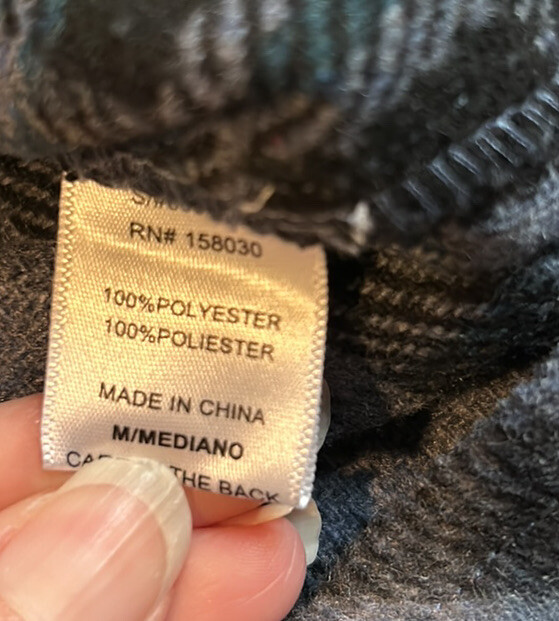 RN# 158030
100%POLYESTER
100%POLIESTER
MADE IN CHINA
M/MEDIANO
THE BACK